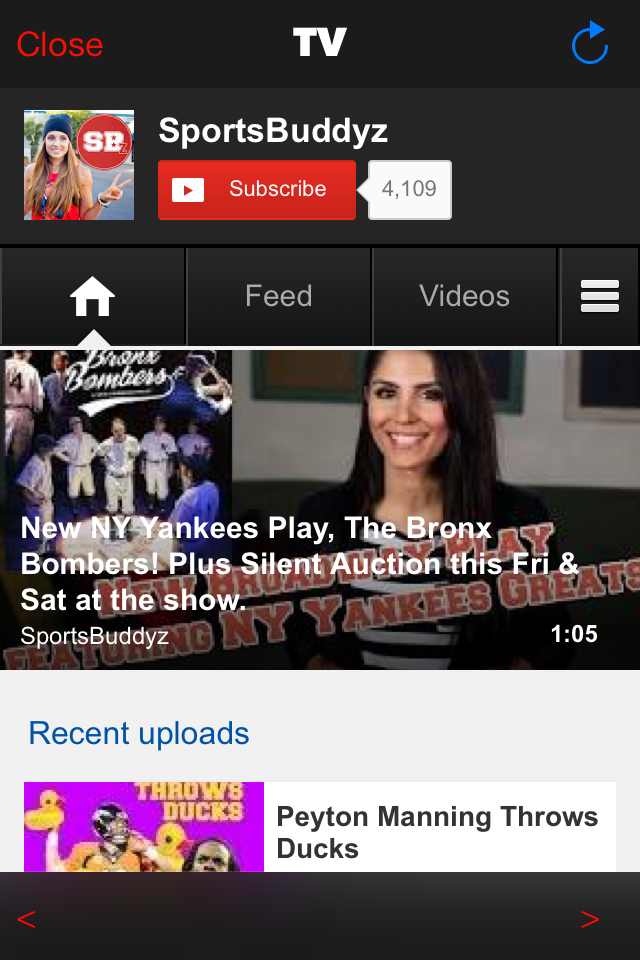 Close
TV
SportsBuddyz
SBz
Subscribe
4,109
Feed
Videos
Bronx
Bombers
4
New NY Yankees Play, The Bronx
Bombers! Plus Silent Auction this Fri &
Sat at the show.
SportsBuddyz
1:05
NEW BROADWAY PLAY
FEATURING NY YANKEES GREATS
Recent uploads
THROWS
DUCKS
Peyton Manning Throws
Ducks
<
>